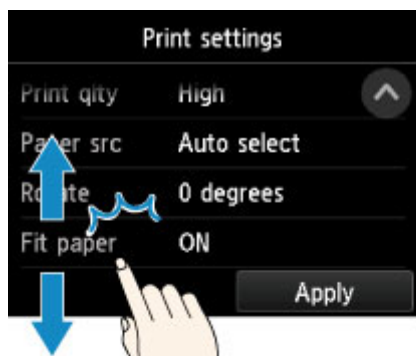 Print settings
Print qlty High
Paper src Auto select
Rotate 0 degrees
Fit paper ON
Apply